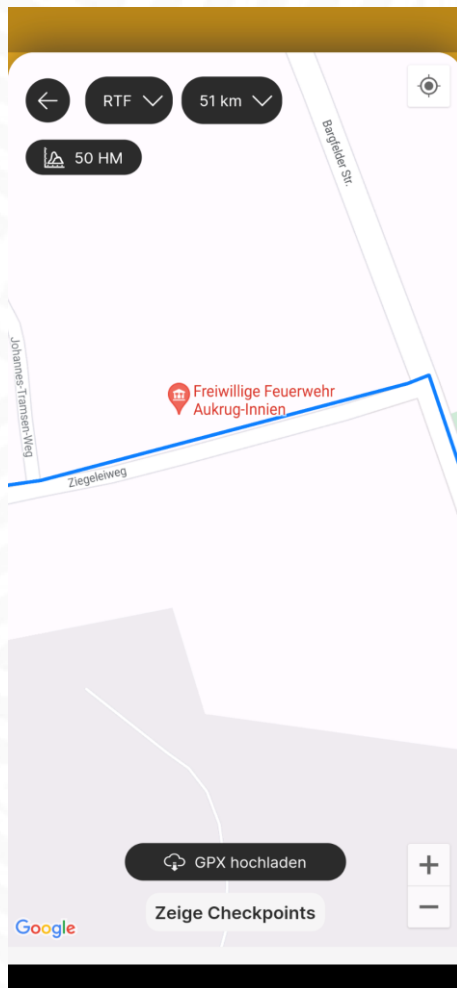 RTF
51 km
50 HM
Bargfelder Str.
Johannes-Tramsen-Weg
Freiwillige Feuerwehr
Aukrug-Innien
Ziegeleiweg
GPX hochladen
Zeige Checkpoints
Google